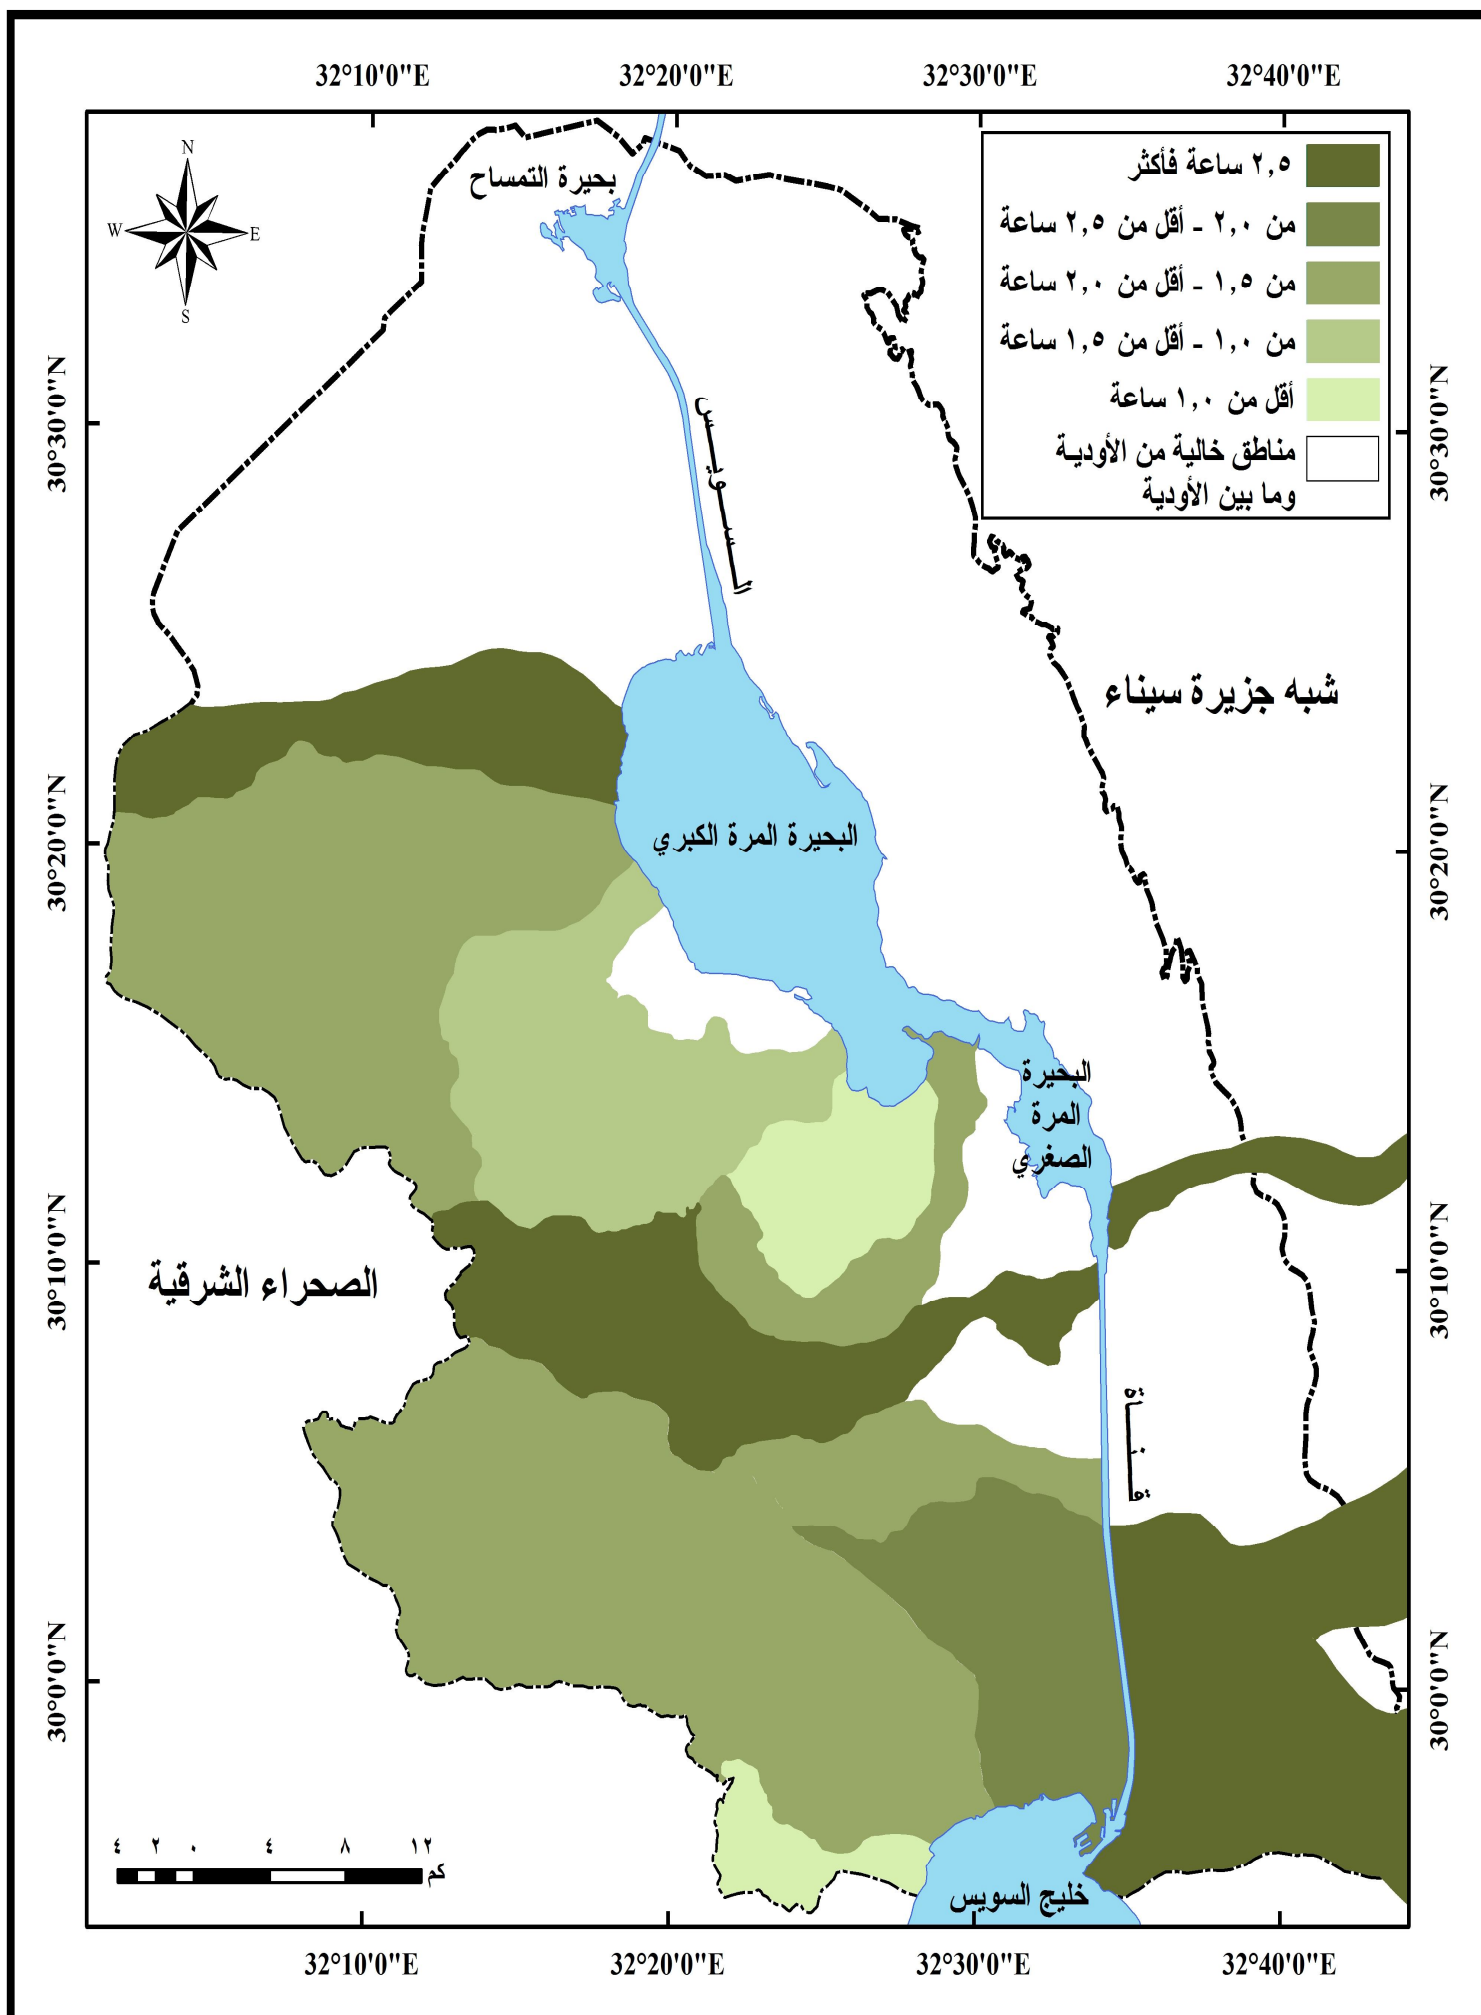 32°10'0"E
32°20'0"E
32°30'0"E
32°40'0"E
N
W
E
S
٢,٥ ساعة فأكثر
من ٢,٠ - أقل من ٢,٥ ساعة
من ١,٥ - أقل من ٢,٠ ساعة
من ١,٠ - أقل من ١,٥ ساعة
أقل من ١,٠ ساعة
مناطق خالية من الأودية
وما بين الأودية
بحيرة التمساح
30°30'0"N
30°30'0"N
الـسـويـس
شبه جزيرة سيناء
30°20'0"N
30°20'0"N
البحيرة المرة الكبري
البحيرة
المرة
الصغري
30°10'0"N
30°10'0"N
الصحراء الشرقية
قـنـاة
30°0'0"N
30°0'0"N
٤ ٢ ٠ ٤ ٨ ١٢
كم
خليج السويس
32°10'0"E
32°20'0"E
32°30'0"E
32°40'0"E